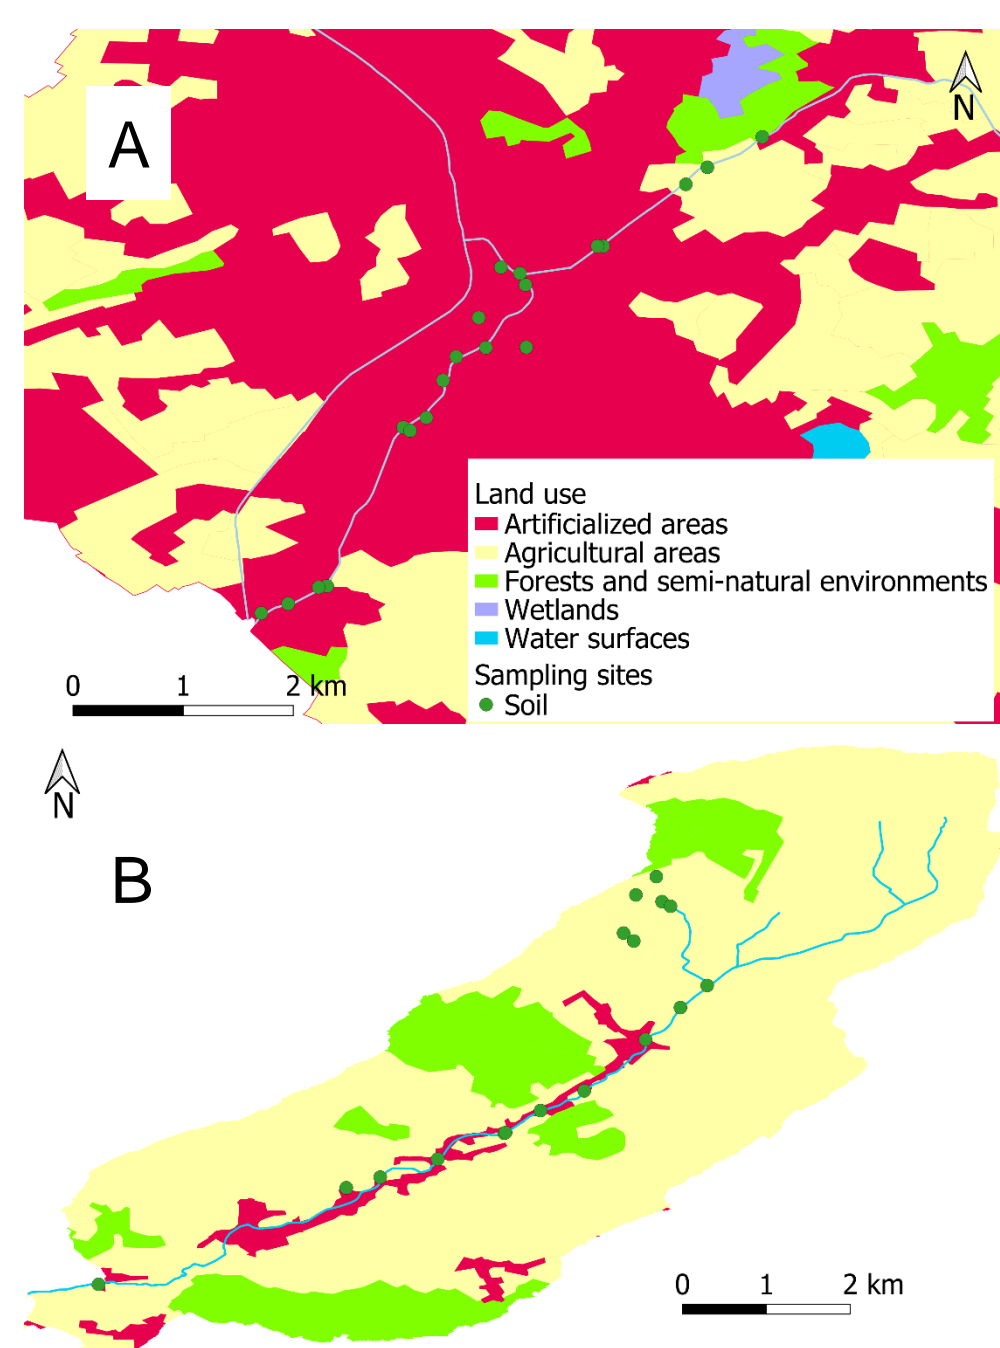 A
N
Land use
Artificialized areas
Agricultural areas
Forests and semi-natural environments
Wetlands
Water surfaces
Sampling sites
Soil
0 1 2 km
N
B
0 1 2 km